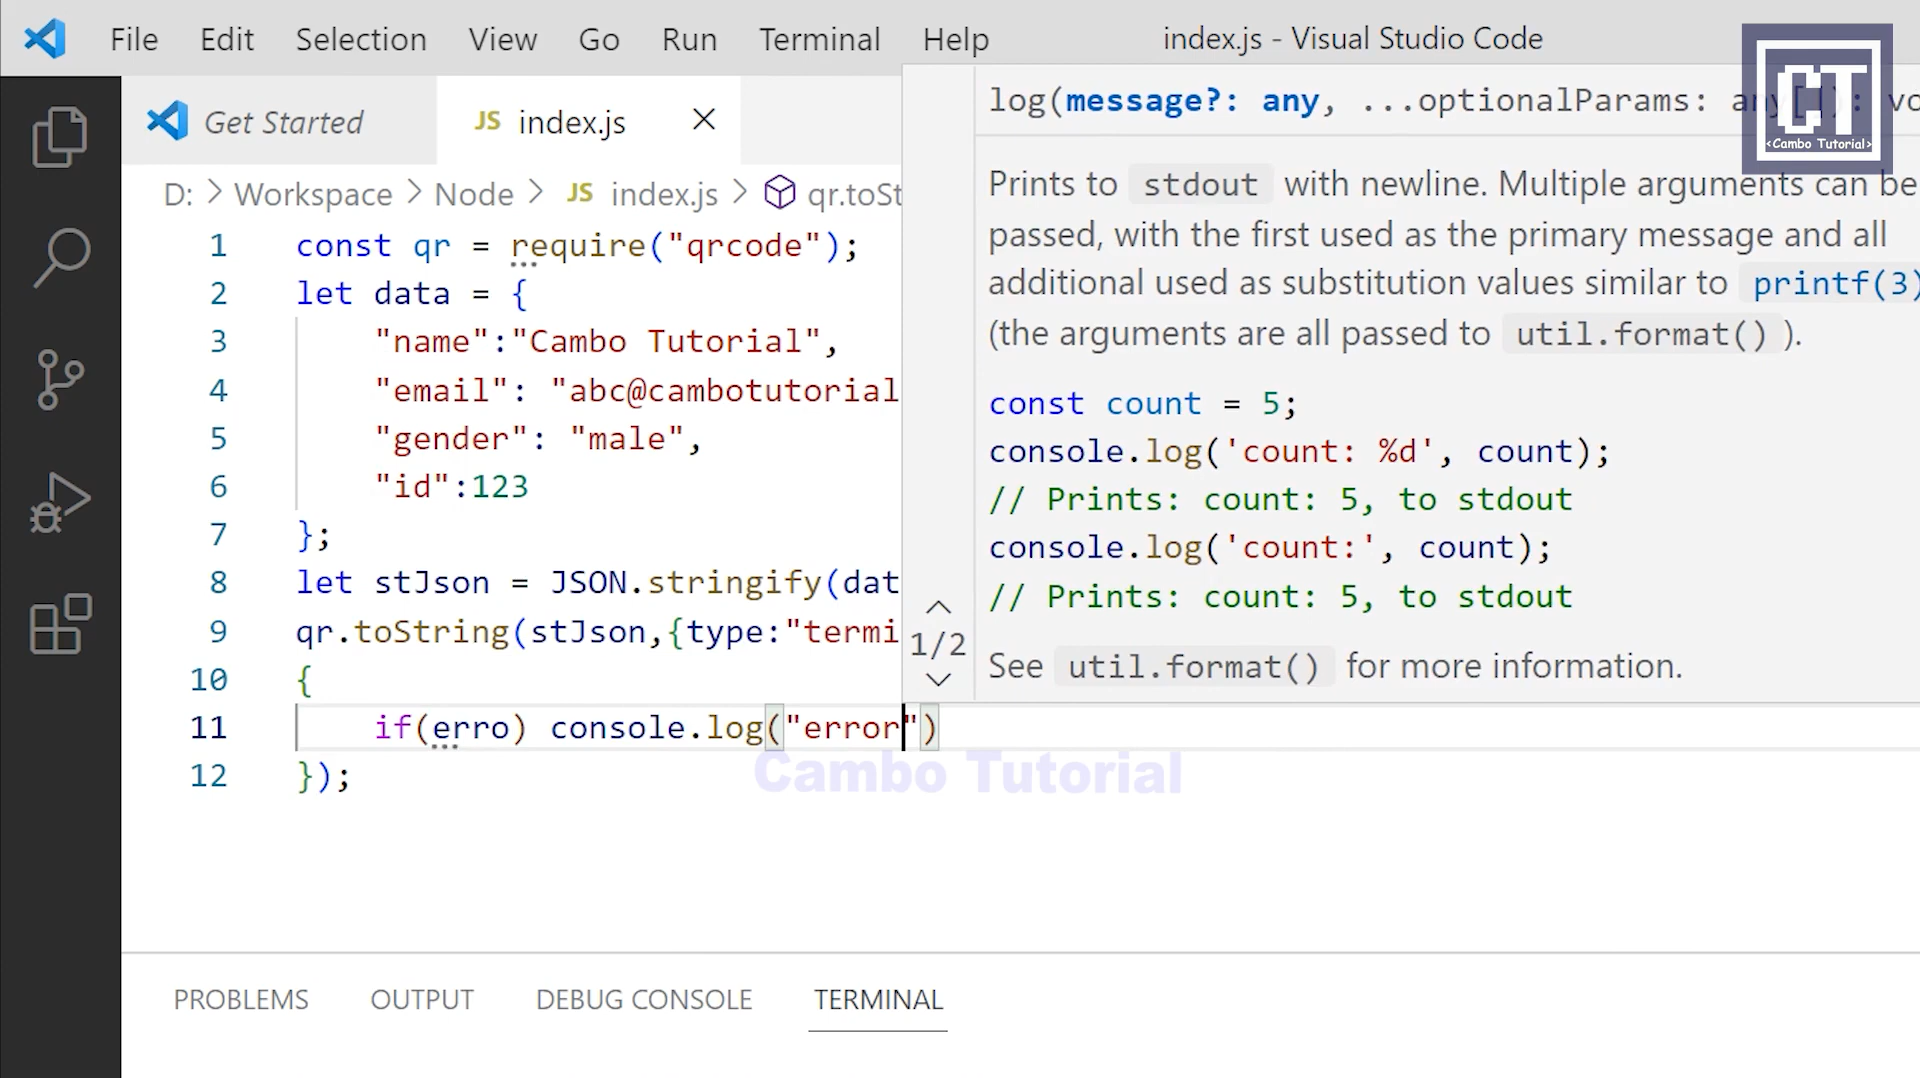 File Edit Selection View Go Run Terminal Help index.js - Visual Studio Code
CT
<Cambo Tutorial>
Get Started JS index.js
D: > Workspace > Node > JS index.js > qr.toSt
log(message?: any, ...optionalParams: any[]): vo
Prints to stdout with newline. Multiple arguments can be
passed, with the first used as the primary message and all
additional used as substitution values similar to printf(3)
(the arguments are all passed to util.format() ).
const count = 5;
console.log('count: %d', count);
// Prints: count: 5, to stdout
console.log('count:', count);
// Prints: count: 5, to stdout
1/2
See util.format() for more information.
1 const qr = require("qrcode");
2 let data = {
3 "name":"Cambo Tutorial",
4 "email": "abc@cambotutorial
5 "gender": "male",
6 "id":123
7 };
8 let stJson = JSON.stringify(dat
9 qr.toString(stJson,{type:"termi
10 {
11 if(erro) console.log("error")
12 });
Cambo Tutorial
PROBLEMS OUTPUT DEBUG CONSOLE TERMINAL